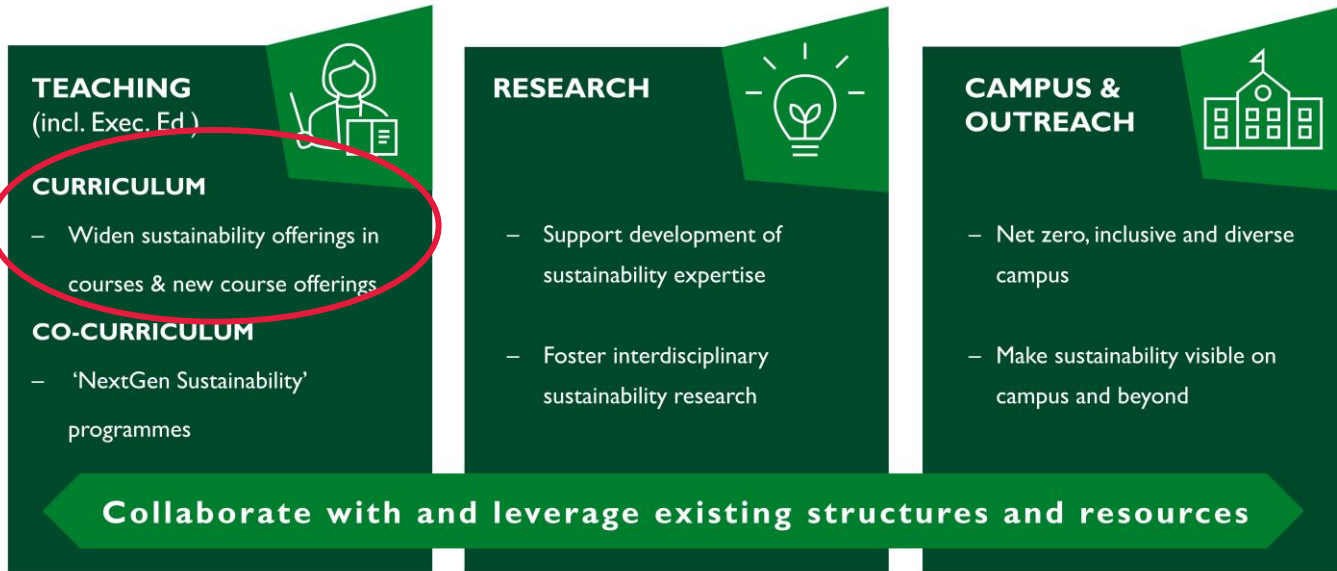 TEACHING
(incl. Exec. Ed.)
CURRICULUM
– Widen sustainability offerings in
courses & new course offerings
CO-CURRICULUM
– ‘NextGen Sustainability’
programmes
RESEARCH
– Support development of
sustainability expertise
– Foster interdisciplinary
sustainability research
CAMPUS &
OUTREACH
– Net zero, inclusive and diverse
campus
– Make sustainability visible on
campus and beyond
Collaborate with and leverage existing structures and resources